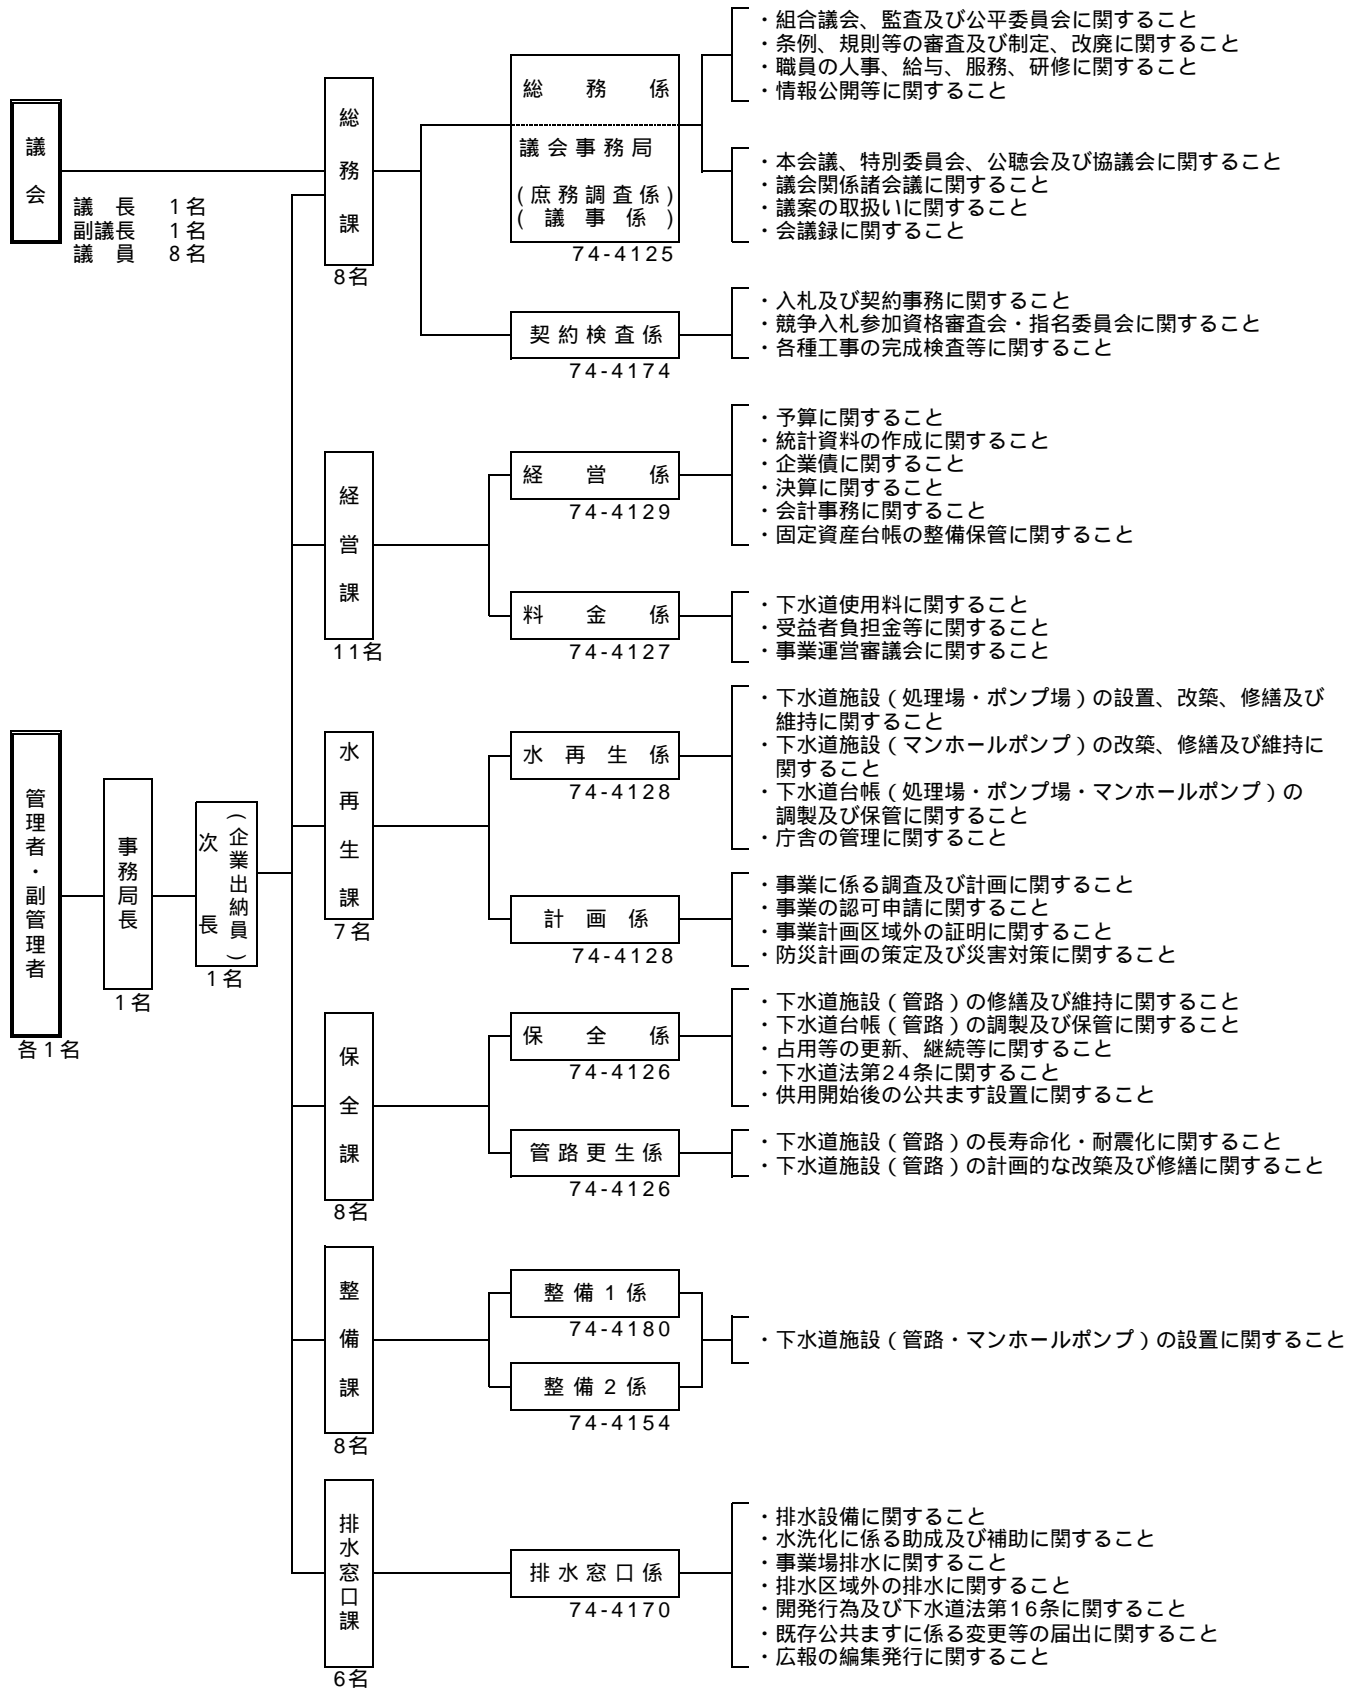 議会
議　長　1名
副議長　1名
議　員　8名
総務課
8名
総務係
議会事務局
(庶務調査係)
(議事係)
74-4125
・組合議会、監査及び公平委員会に関すること
・条例、規則等の審査及び制定、改廃に関すること
・職員の人事、給与、服務、研修に関すること
・情報公開等に関すること
・本会議、特別委員会、公聴会及び協議会に関すること
・議会関係諸会議に関すること
・議案の取扱いに関すること
・会議録に関すること
契約検査係
74-4174
・入札及び契約事務に関すること
・競争入札参加資格審査会・指名委員会に関すること
・各種工事の完成検査等に関すること
管理者・副管理者
各1名
事務局長
1名
次長
(企業出納員)
1名
経営課
11名
経営係
74-4129
・予算に関すること
・統計資料の作成に関すること
・企業債に関すること
・決算に関すること
・会計事務に関すること
・固定資産台帳の整備保管に関すること
料金係
74-4127
・下水道使用料に関すること
・受益者負担金等に関すること
・事業運営審議会に関すること
水再生課
7名
水再生係
74-4128
・下水道施設(処理場・ポンプ場)の設置、改築、修繕及び
維持に関すること
・下水道施設(マンホールポンプ)の改築、修繕及び維持に
関すること
・下水道台帳(処理場・ポンプ場・マンホールポンプ)の
調製及び保管に関すること
・庁舎の管理に関すること
計画係
74-4128
・事業に係る調査及び計画に関すること
・事業の認可申請に関すること
・事業計画区域外の証明に関すること
・防災計画の策定及び災害対策に関すること
保全課
8名
保全係
74-4126
・下水道施設(管路)の修繕及び維持に関すること
・下水道台帳(管路)の調製及び保管に関すること
・占用等の更新、継続等に関すること
・下水道法第24条に関すること
・供用開始後の公共ます設置に関すること
管路更生係
74-4126
・下水道施設(管路)の長寿命化・耐震化に関すること
・下水道施設(管路)の計画的な改築及び修繕に関すること
整備課
8名
整備1係
74-4180
整備2係
74-4154
・下水道施設(管路・マンホールポンプ)の設置に関すること
排水窓口課
6名
排水窓口係
74-4170
・排水設備に関すること
・水洗化に係る助成及び補助に関すること
・事業場排水に関すること
・排水区域外の排水に関すること
・開発行為及び下水道法第16条に関すること
・既存公共ますに係る変更等の届出に関すること
・広報の編集発行に関すること